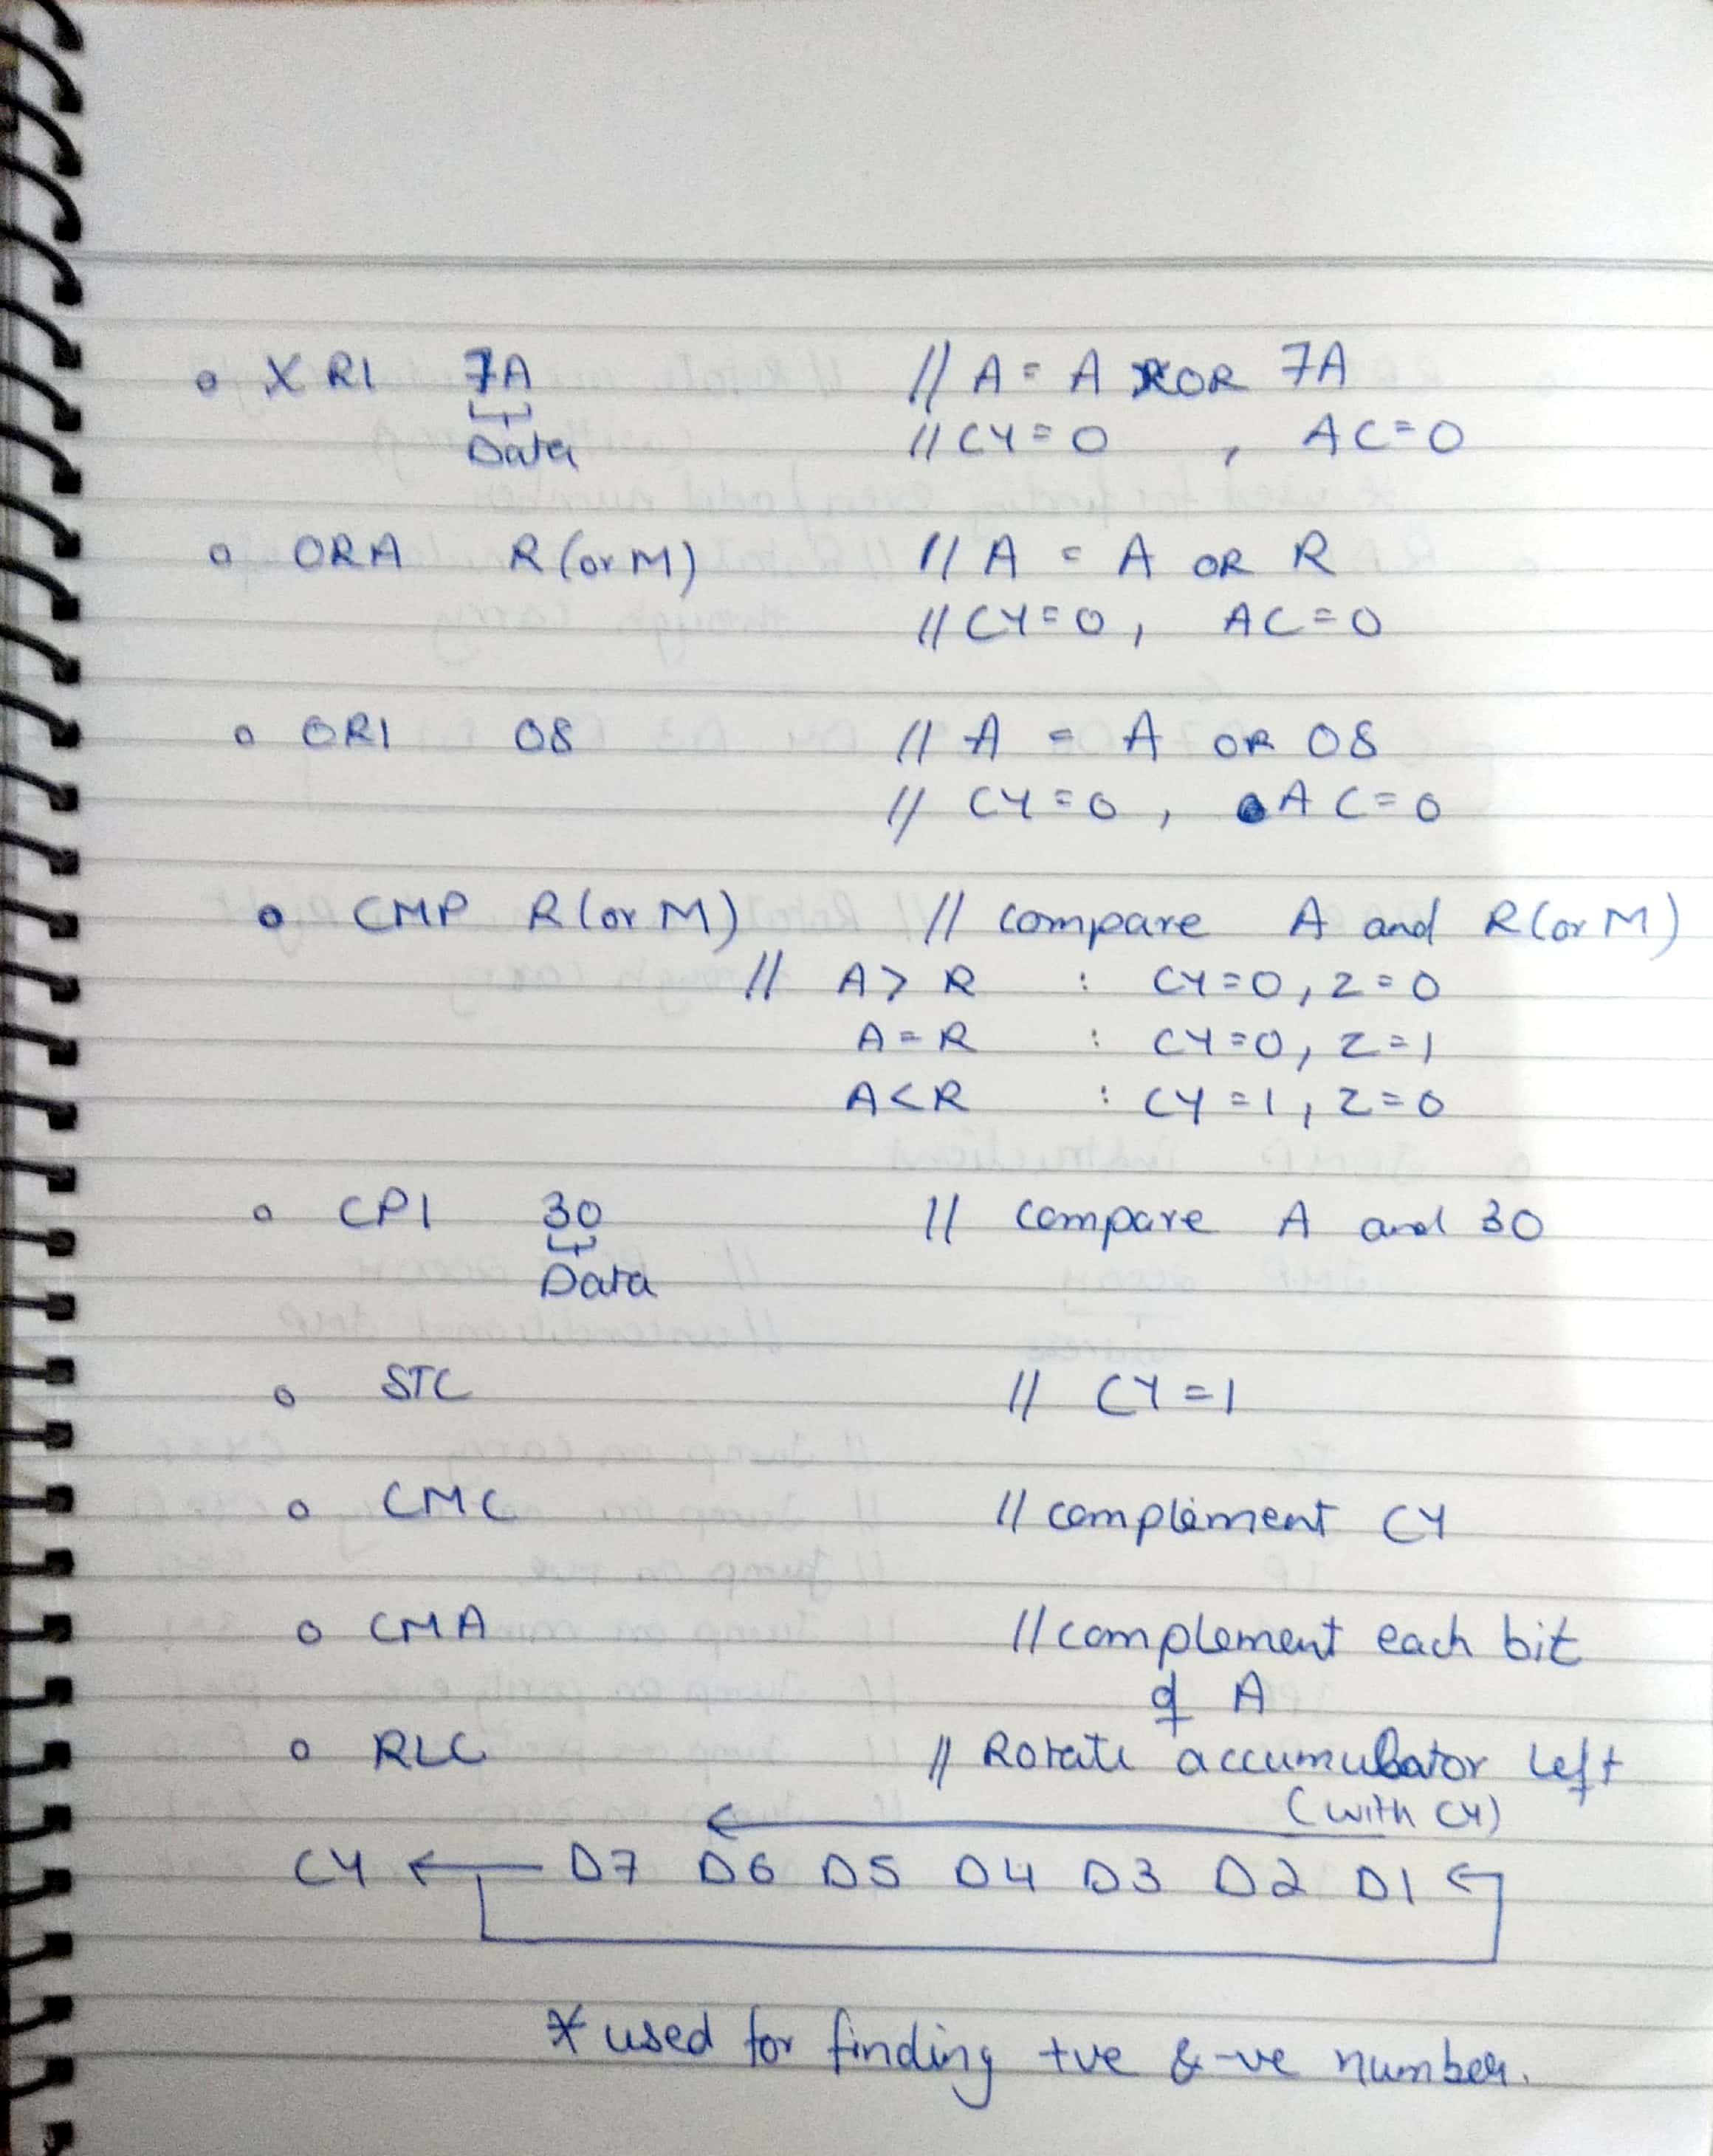 o XRI 7A // A = A XOR 7A
Data // CY = 0 , AC = 0
o ORA R (or M) // A = A OR R
// CY = 0 , AC = 0
o ORI 08 // A = A OR 08
// CY = 0 , AC = 0
o CMP R (or M) // compare A and R (or M)
// A > R : CY = 0 , Z = 0
A = R : CY = 0 , Z = 1
A < R : CY = 1 , Z = 0
o CPI 30 // compare A and 30
Data
o STC // CY = 1
o CMC // complement CY
o CMA // complement each bit
of A
o RLC // Rotate accumulator left
(with CY)
CY ← D7 D6 D5 D4 D3 D2 D1
* used for finding +ve & -ve number.